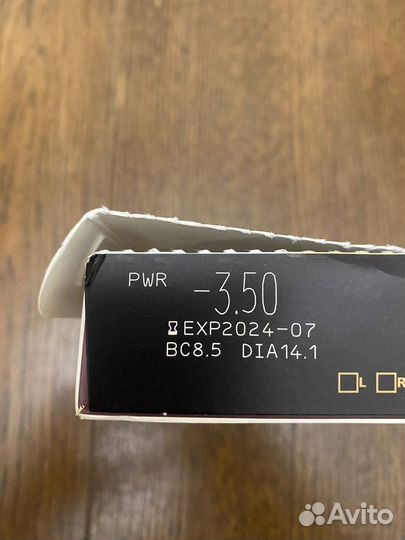 PWR -3.50
EXP2024-07
BC8.5 DIA14.1
L R
Avito